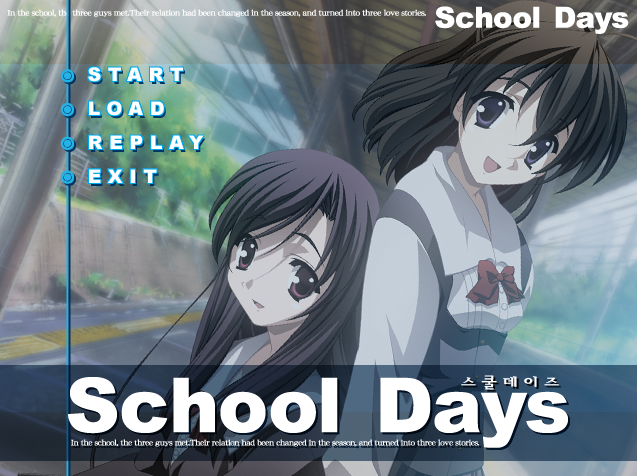 In the school, th three guys met.Their relation had been changed in the season, and turned into three love stories.
School Days
START
LOAD
REPLAY
EXIT
스쿨데이즈
School Days
In the school, the three guys met.Their relation had been changed in the season, and turned into three love stories.